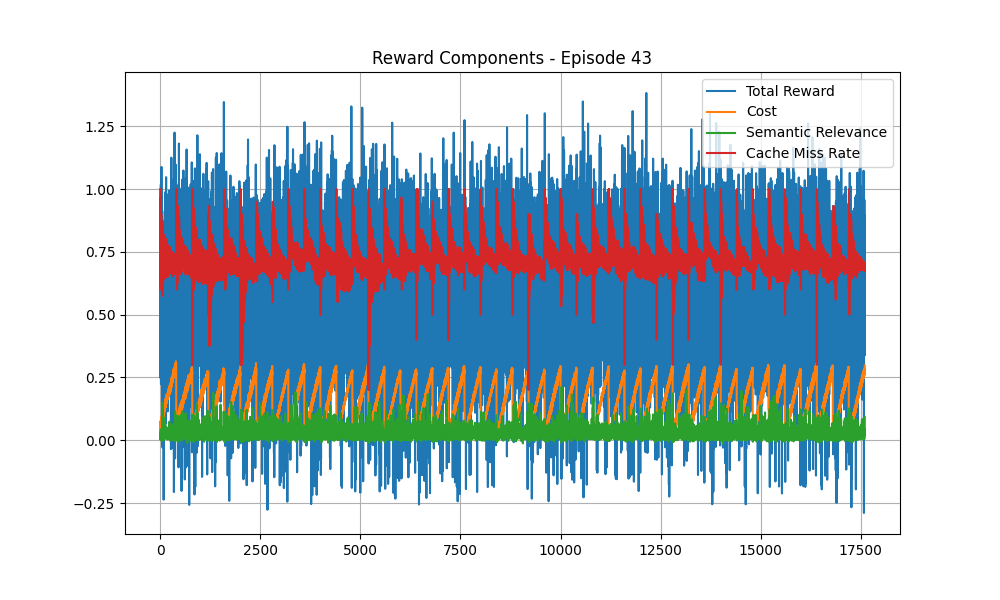 Reward Components - Episode 43
Total Reward
Cost
Semantic Relevance
Cache Miss Rate
1.25
1.00
0.75
0.50
0.25
0.00
−0.25
0 2500 5000 7500 10000 12500 15000 17500